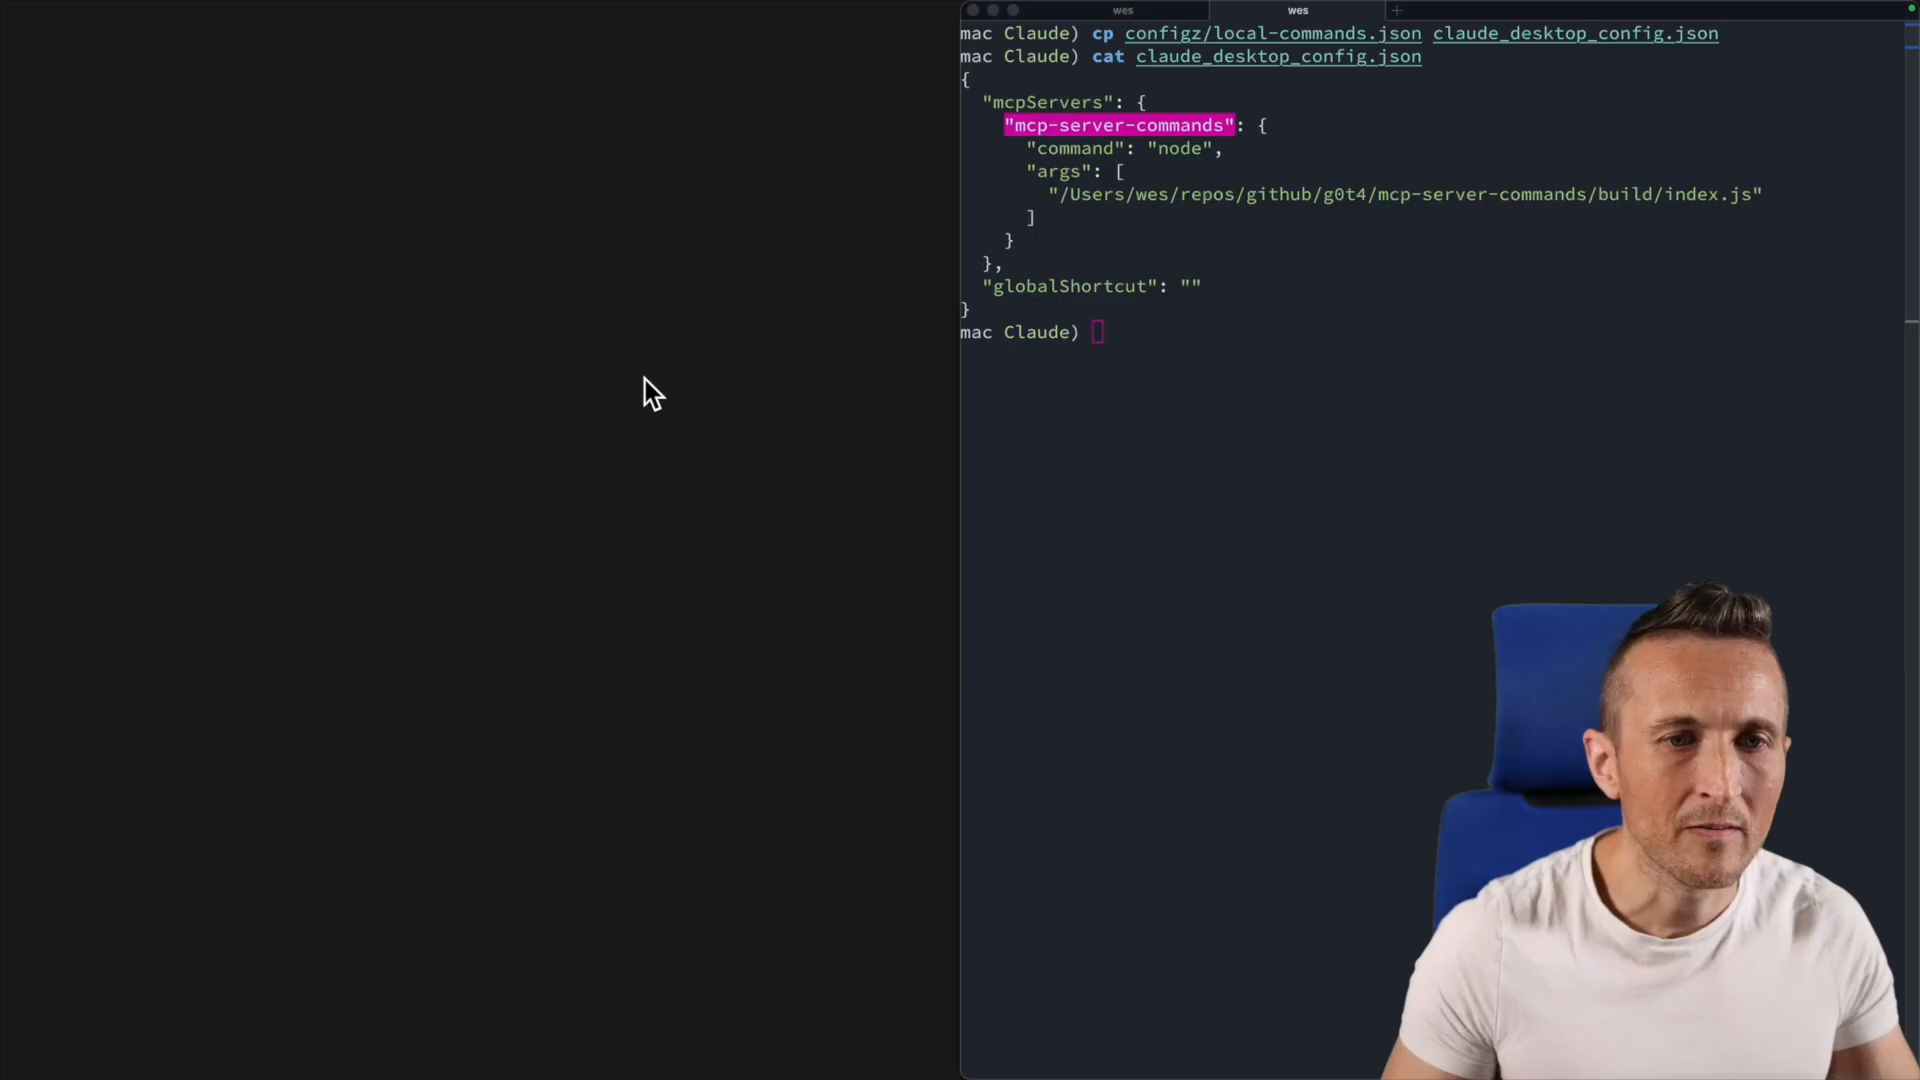 wes
wes
mac Claude) cp configz/local-commands.json claude_desktop_config.json
mac Claude) cat claude_desktop_config.json
{
  "mcpServers": {
    "mcp-server-commands": {
      "command": "node",
      "args": [
        "/Users/wes/repos/github/g0t4/mcp-server-commands/build/index.js"
      ]
    }
  },
  "globalShortcut": ""
}
mac Claude)